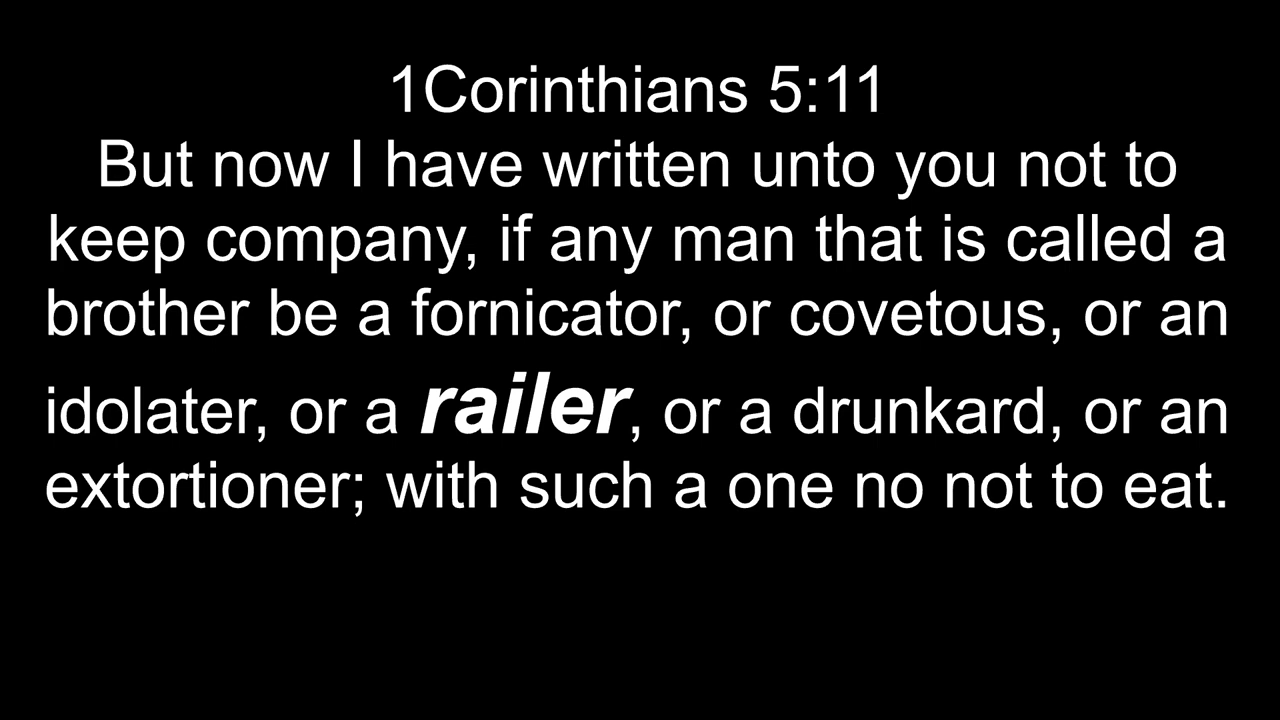 1Corinthians 5:11
But now I have written unto you not to
keep company, if any man that is called a
brother be a fornicator, or covetous, or an
idolater, or a railer, or a drunkard, or an
extortioner; with such a one no not to eat.